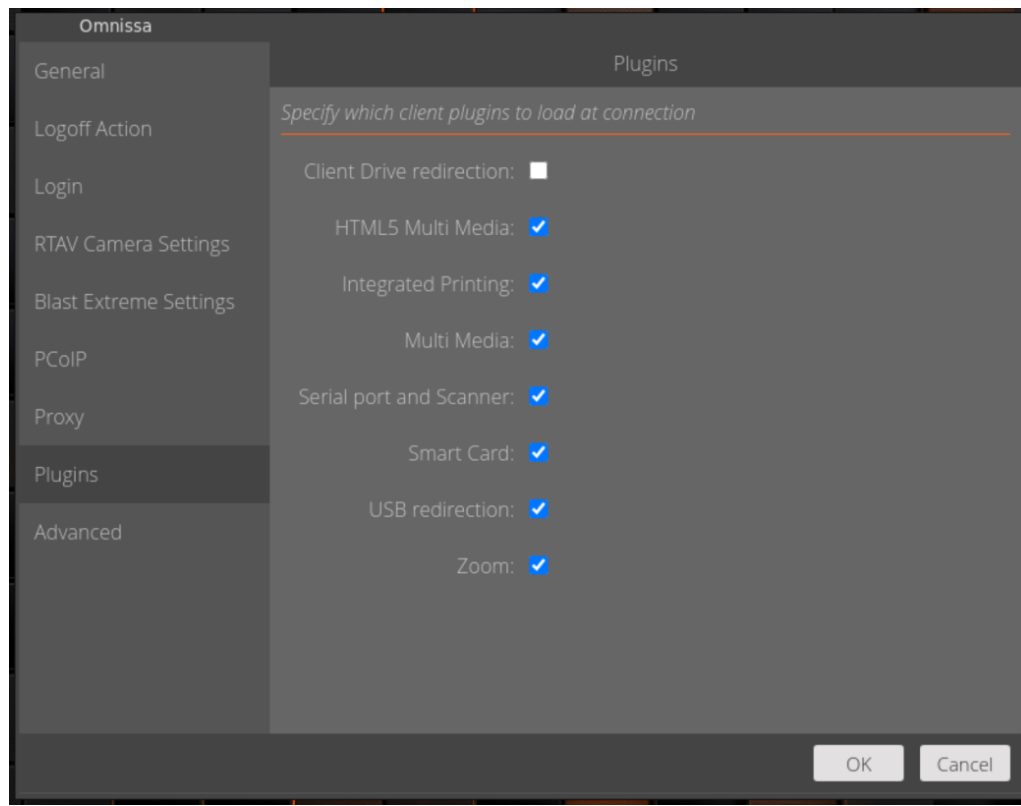 Omnissa
General
Logoff Action
Login
RTAV Camera Settings
Blast Extreme Settings
PCoIP
Proxy
Plugins
Advanced
Plugins
Specify which client plugins to load at connection
Client Drive redirection:
HTML5 Multi Media:
Integrated Printing:
Multi Media:
Serial port and Scanner:
Smart Card:
USB redirection:
Zoom:
OK
Cancel